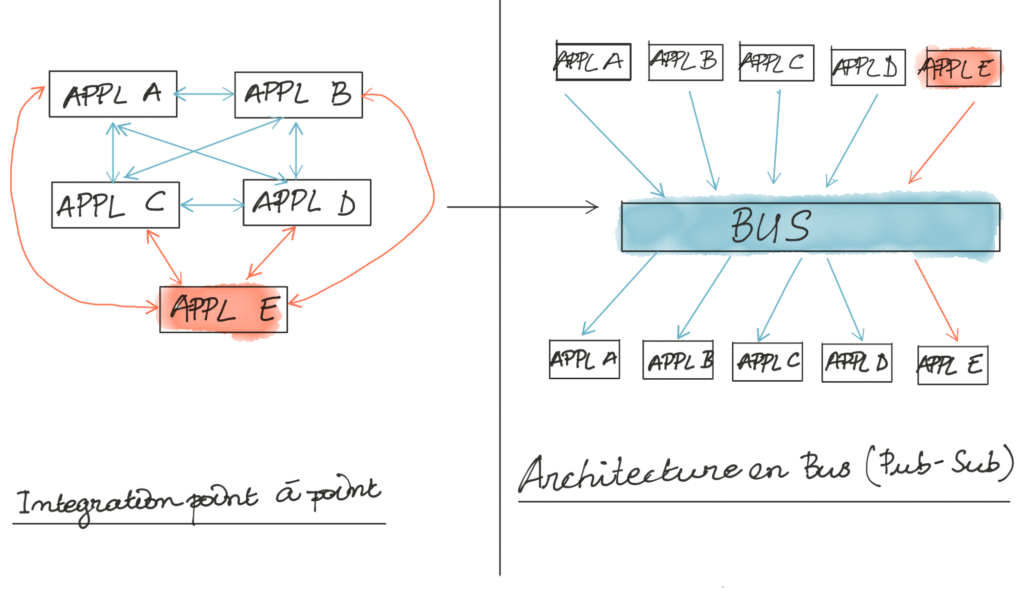 APPL A
APPL B
APPL C
APPL D
APPL E
Integration point à point
APPL A
APPL B
APPL C
APPL D
APPL E
BUS
APPL A
APPL B
APPL C
APPL D
APPL E
Architecture en Bus (Pub-Sub)